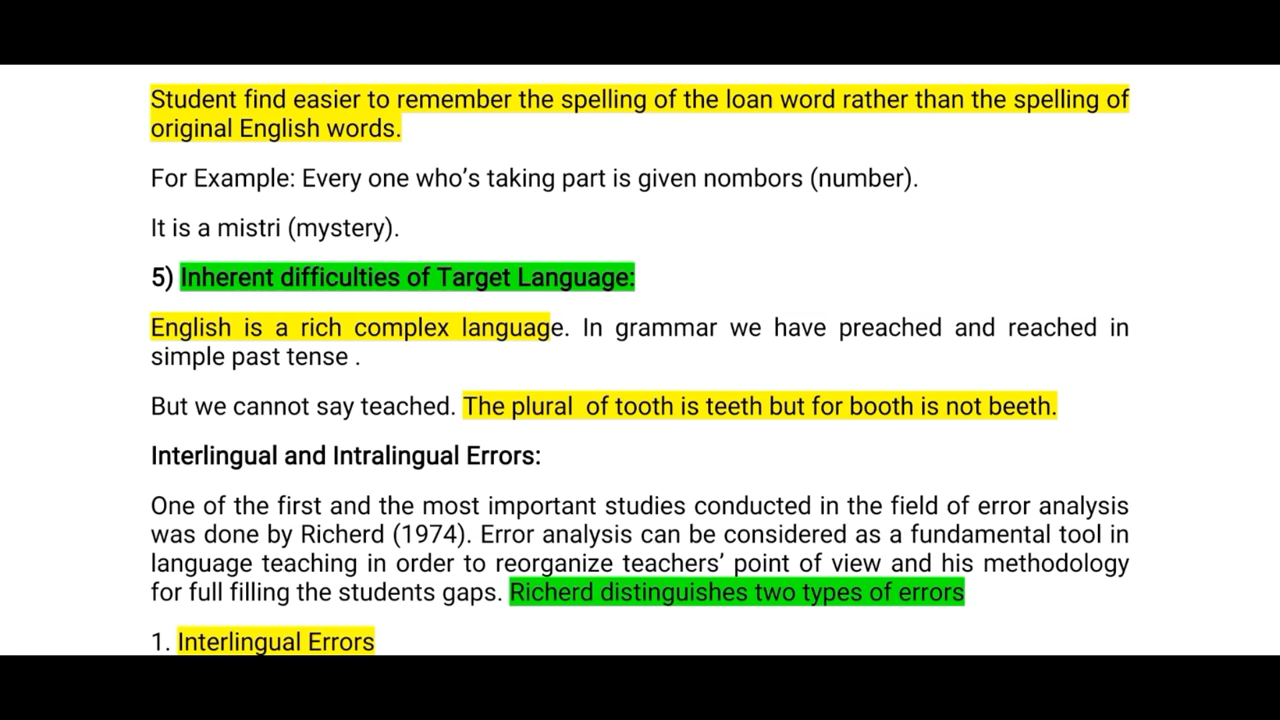 Student find easier to remember the spelling of the loan word rather than the spelling of
original English words.
For Example: Every one who’s taking part is given nombors (number).
It is a mistri (mystery).
5) Inherent difficulties of Target Language:
English is a rich complex language. In grammar we have preached and reached in
simple past tense .
But we cannot say teached. The plural  of tooth is teeth but for booth is not beeth.
Interlingual and Intralingual Errors:
One of the first and the most important studies conducted in the field of error analysis
was done by Richerd (1974). Error analysis can be considered as a fundamental tool in
language teaching in order to reorganize teachers’ point of view and his methodology
for full filling the students gaps. Richerd distinguishes two types of errors
1. Interlingual Errors